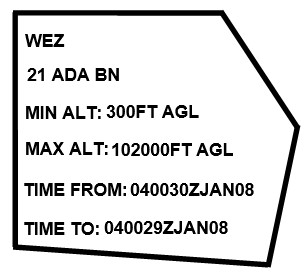 WEZ
21 ADA BN
MIN ALT: 300FT AGL
MAX ALT: 102000FT AGL
TIME FROM: 040030ZJAN08
TIME TO: 040029ZJAN08